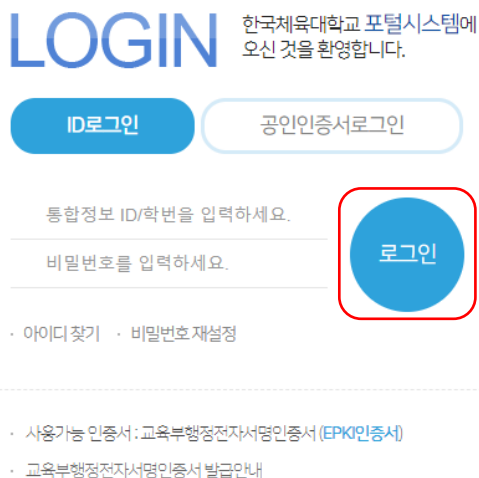 LOGIN
한국체육대학교 포털시스템에
오신 것을 환영합니다.
ID로그인
공인인증서로그인
통합정보 ID/학번을 입력하세요.
비밀번호를 입력하세요.
로그인
· 아이디 찾기 · 비밀번호 재설정
· 사용가능 인증서 : 교육부행정전자서명인증서 (EPKI인증서)
· 교육부행정전자서명인증서 발급안내